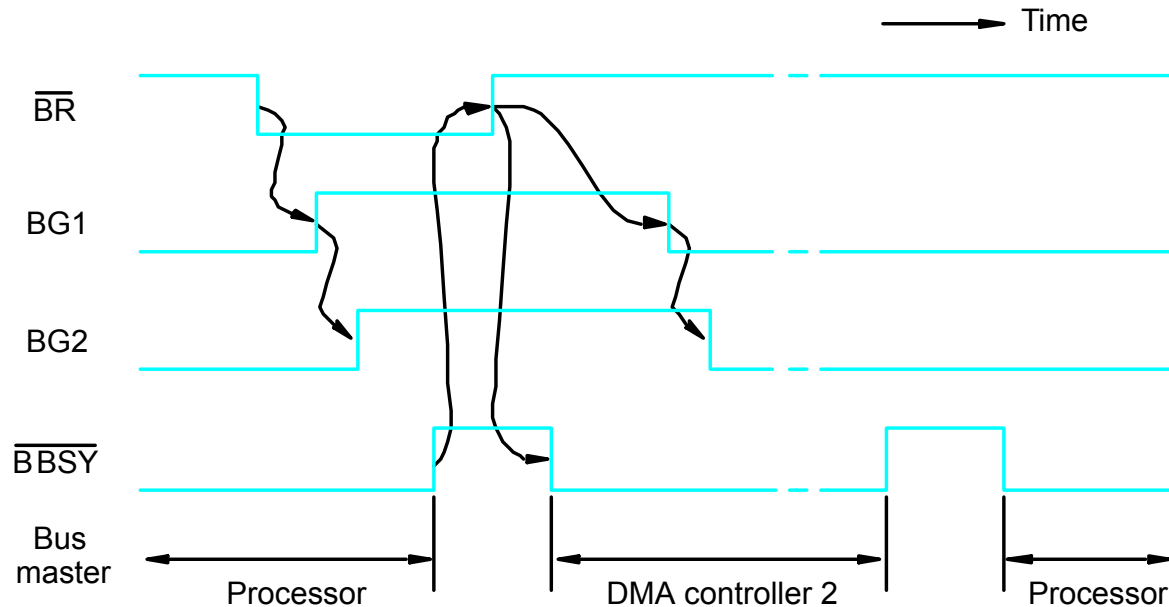 Time
BR
BG1
BG2
BBSY
Bus
master
Processor
DMA controller 2
Processor